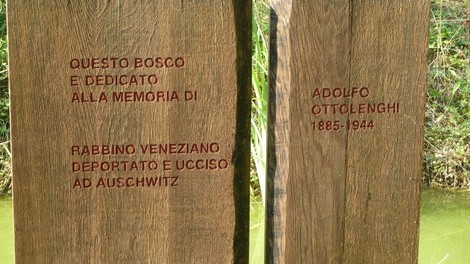 QUESTO BOSCO
E' DEDICATO
ALLA MEMORIA DI
ADOLFO
OTTOLENGHI
1885-1944
RABBINO VENEZIANO
DEPORTATO E UCCISO
AD AUSCHWITZ